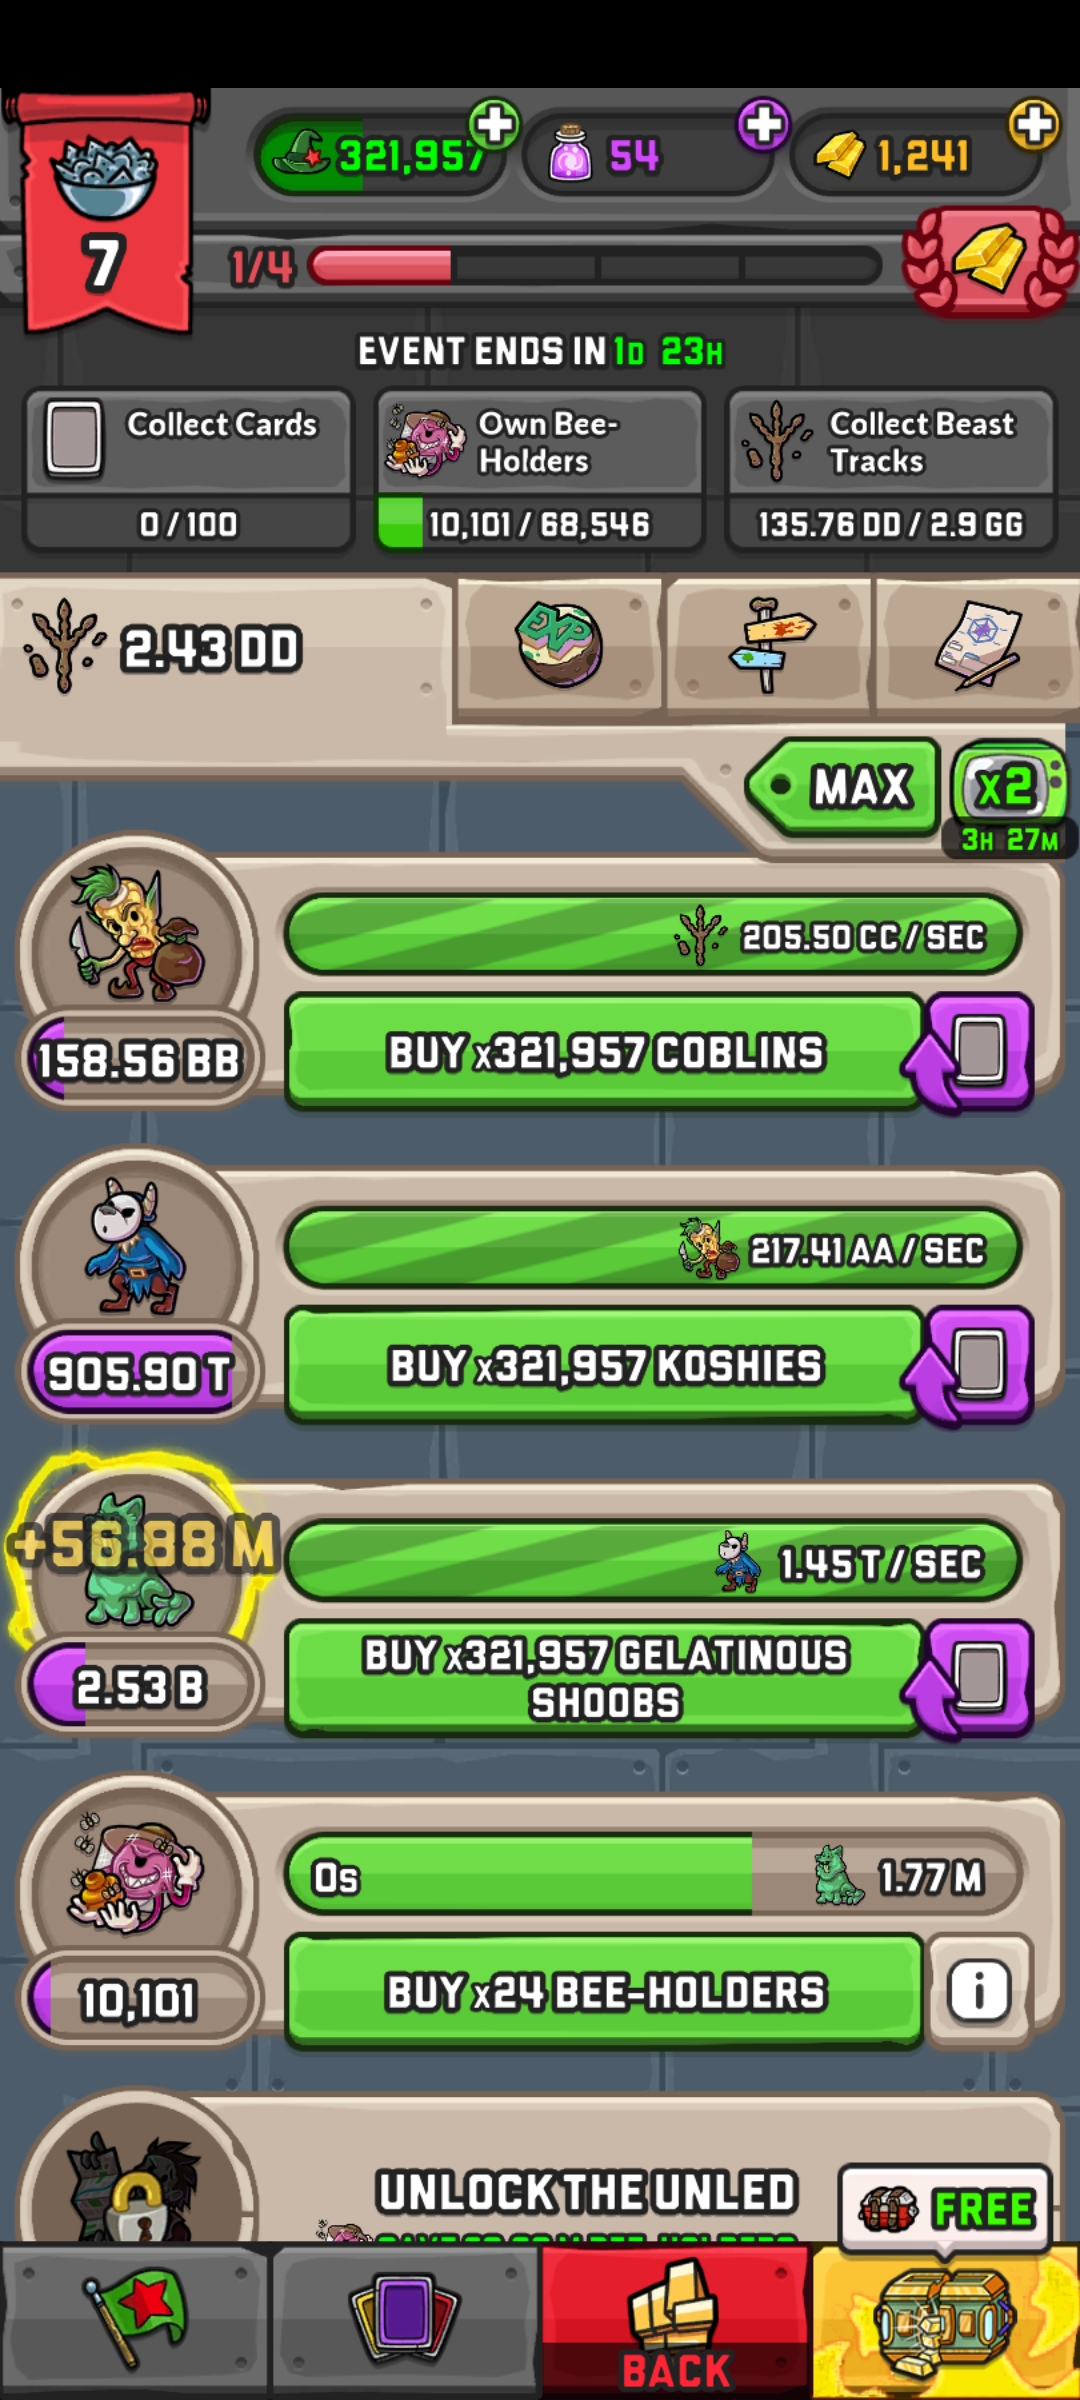 321,957
54
1,241
7
1/4
EVENT ENDS IN 1D 23H
Collect Cards
0 / 100
Own Bee-
Holders
10,101 / 68,546
Collect Beast
Tracks
135.76 DD / 2.9 GG
2.43 DD
EXP
MAX
x2
3H 27M
205.50 CC / SEC
158.56 BB
BUY x321,957 COBLINS
217.41 AA / SEC
905.90 T
BUY x321,957 KOSHIES
+56.88 M
1.45 T / SEC
2.53 B
BUY x321,957 GELATINOUS
SHOOBS
0s
1.77 M
10,101
BUY x24 BEE-HOLDERS
i
UNLOCK THE UNLED
FREE
BACK